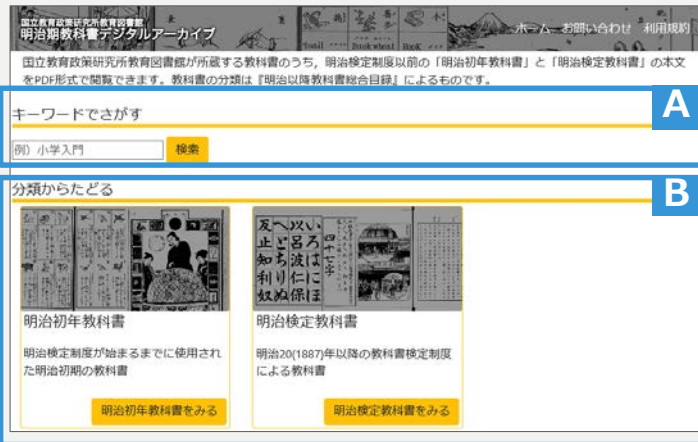 国立教育政策研究所教育図書館
明治期教科書デジタルアーカイブ
ホーム お問い合わせ 利用規約
国立教育政策研究所教育図書館が所蔵する教科書のうち，明治検定制度以前の「明治初年教科書」と「明治検定教科書」の本文
をPDF形式で閲覧できます。教科書の分類は『明治以降教科書総合目録』によるものです。
A
キーワードでさがす
例）小学入門
検索
B
分類からたどる
反へ以い
止と呂ろ
知ち波は
利り仁に
奴ぬ保ほ
四十七字
明治初年教科書
明治検定制度が始まるまでに使用され
た明治初期の教科書
明治初年教科書をみる
明治検定教科書
明治20(1887)年以降の教科書検定制度
による教科書
明治検定教科書をみる